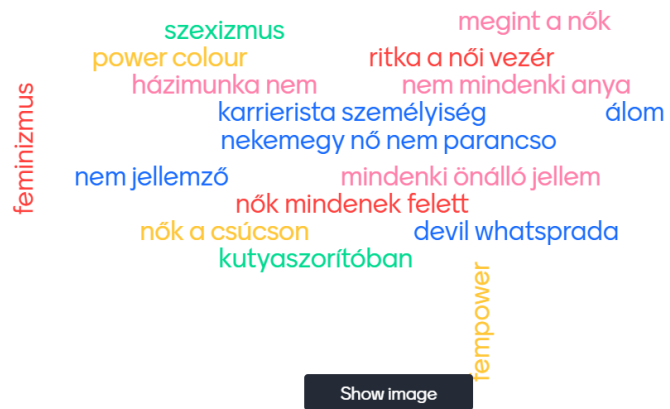 megint a nők
szexizmus
power colour
ritka a női vezér
házimunka nem
nem mindenki anya
feminizmus
karrierista személyiség
álom
nekemegy nő nem parancso
nem jellemző
mindenki önálló jellem
nők mindenek felett
nők a csúcson
devil whatsprada
kutyaszorítóban
fempower
Show image